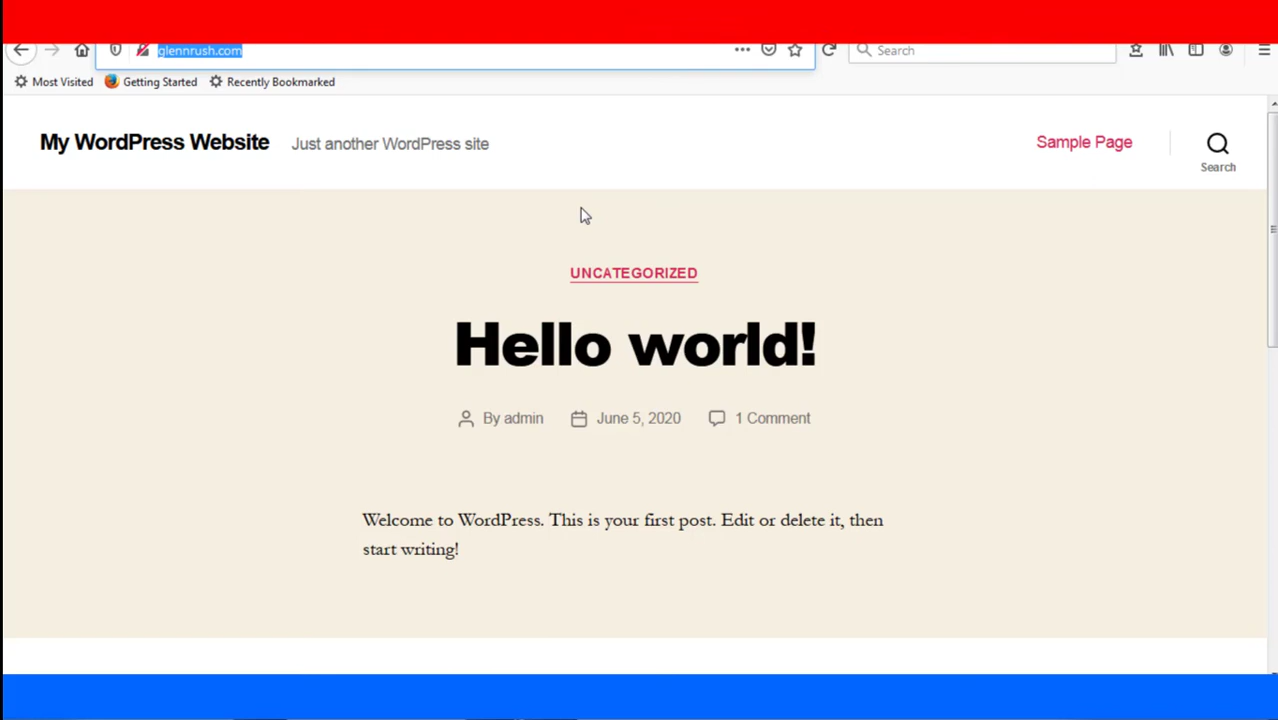 glennrush.com
Search
Most Visited Getting Started Recently Bookmarked
My WordPress Website Just another WordPress site Sample Page
Search
UNCATEGORIZED
Hello world!
By admin June 5, 2020 1 Comment
Welcome to WordPress. This is your first post. Edit or delete it, then
start writing!